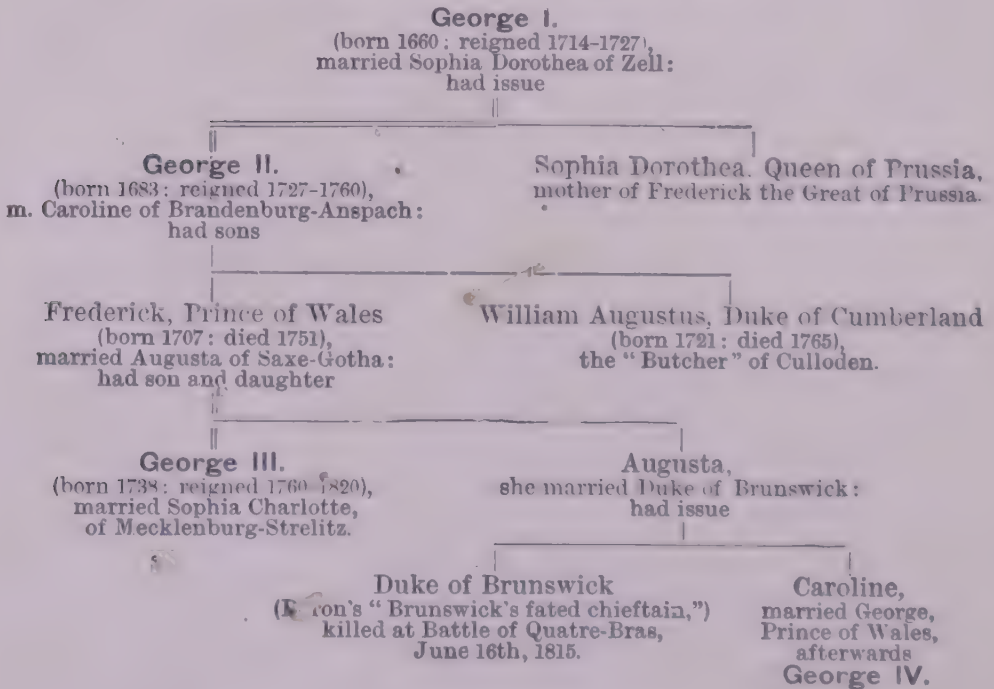 George I.
(born 1660: reigned 1714-1727),
married Sophia Dorothea of Zell:
had issue
George II.
(born 1683: reigned 1727-1760),
m. Caroline of Brandenburg-Anspach:
had sons
Sophia Dorothea. Queen of Prussia,
mother of Frederick the Great of Prussia.
Frederick, Prince of Wales
(born 1707: died 1751),
married Augusta of Saxe-Gotha:
had son and daughter
William Augustus, Duke of Cumberland
(born 1721: died 1765),
the "Butcher" of Culloden.
George III.
(born 1738: reigned 1760-1820),
married Sophia Charlotte,
of Mecklenburg-Strelitz.
Augusta,
she married Duke of Brunswick:
had issue
Duke of Brunswick
"Brunswick's fated chieftain,")
killed at Battle of Quatre-Bras,
June 16th, 1815.
Caroline,
married George,
Prince of Wales,
afterwards
George IV.